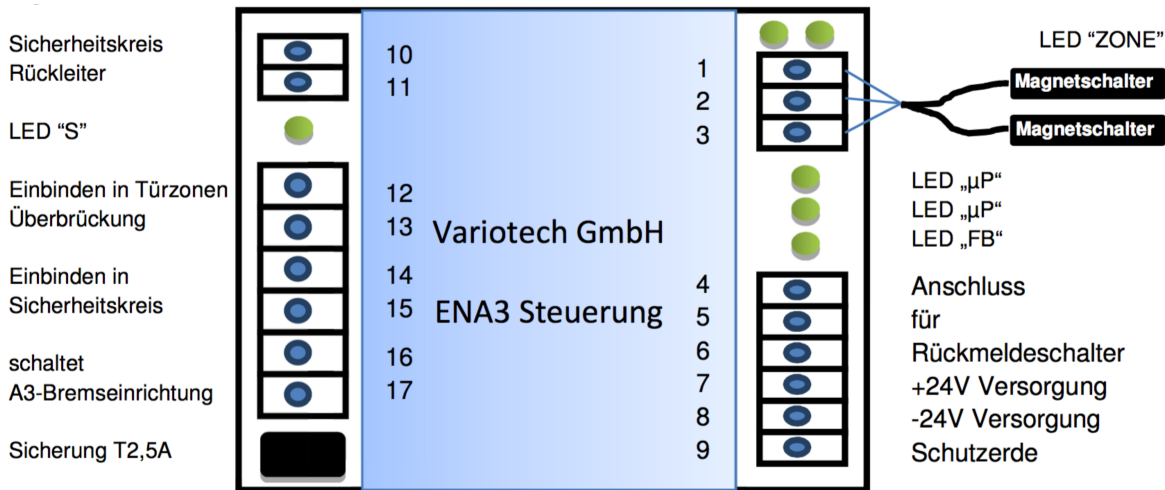 Sicherheitskreis
Rückleiter
LED “S”
Einbinden in Türzonen
Überbrückung
Einbinden in
Sicherheitskreis
schaltet
A3-Bremseinrichtung
Sicherung T2,5A
10
11
12
13
14
15
16
17
Variotech GmbH
ENA3 Steuerung
1
2
3
4
5
6
7
8
9
LED “ZONE”
Magnetschalter
Magnetschalter
LED „µP“
LED „µP“
LED „FB“
Anschluss
für
Rückmeldeschalter
+24V Versorgung
-24V Versorgung
Schutzerde